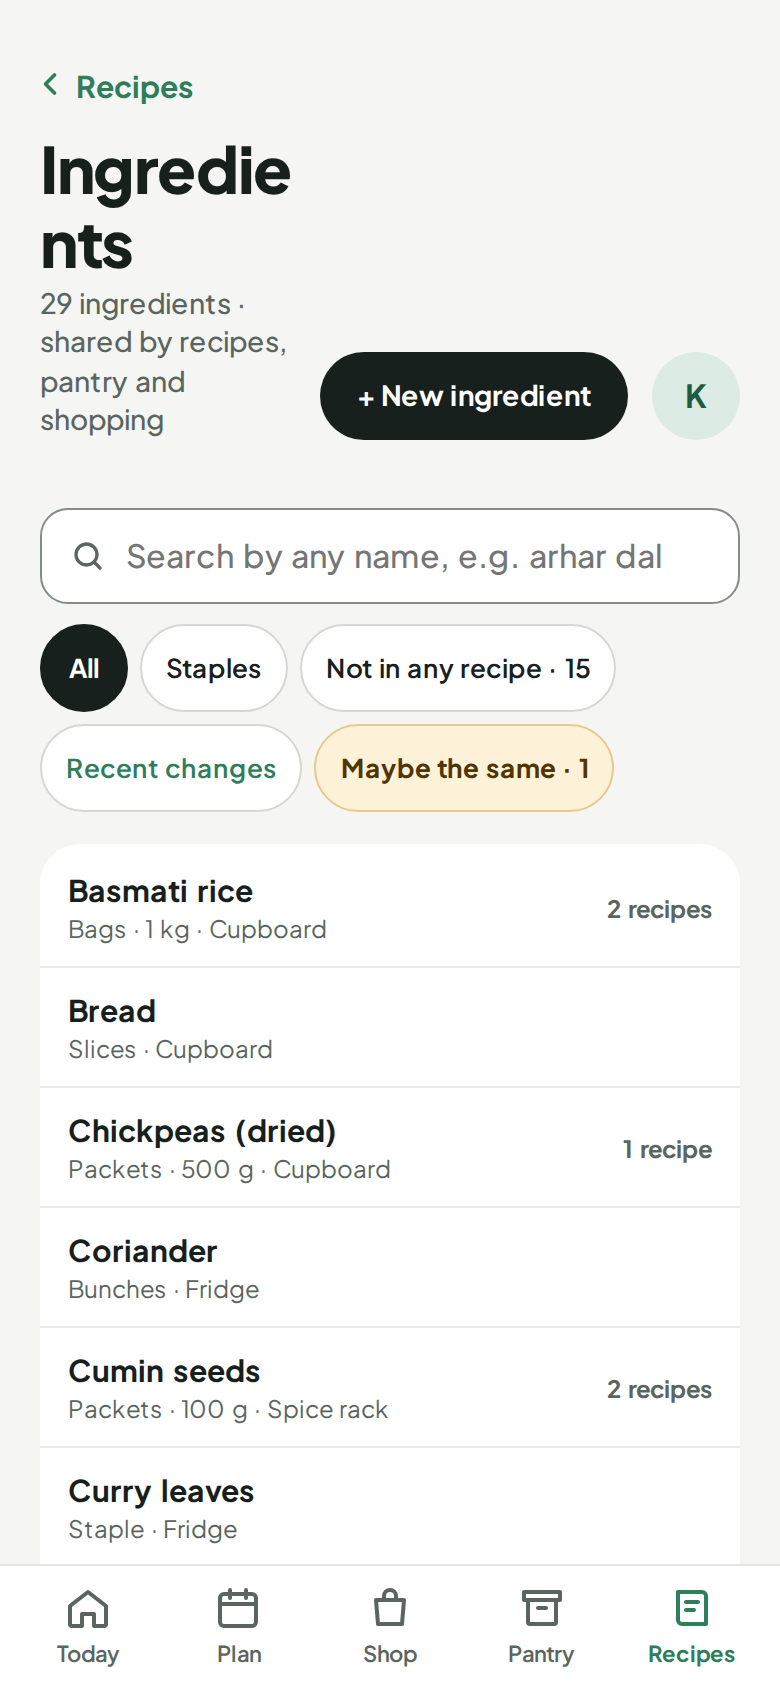 Recipes
Ingredie
nts
29 ingredients ·
shared by recipes,
pantry and
shopping
+ New ingredient
K
Search by any name, e.g. arhar dal
All
Staples
Not in any recipe · 15
Recent changes
Maybe the same · 1
Basmati rice
Bags · 1 kg · Cupboard
2 recipes
Bread
Slices · Cupboard
Chickpeas (dried)
Packets · 500 g · Cupboard
1 recipe
Coriander
Bunches · Fridge
Cumin seeds
Packets · 100 g · Spice rack
2 recipes
Curry leaves
Staple · Fridge
Today
Plan
Shop
Pantry
Recipes